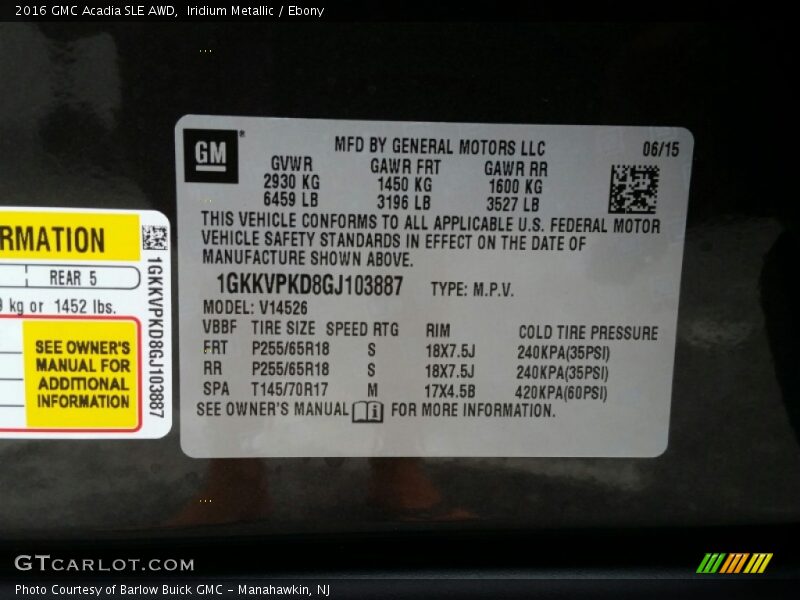 2016 GMC Acadia SLE AWD, Iridium Metallic / Ebony
GM
MFD BY GENERAL MOTORS LLC 06/15
GVWR GAWR FRT GAWR RR
2930 KG 1450 KG 1600 KG
6459 LB 3196 LB 3527 LB
THIS VEHICLE CONFORMS TO ALL APPLICABLE U.S. FEDERAL MOTOR
VEHICLE SAFETY STANDARDS IN EFFECT ON THE DATE OF
MANUFACTURE SHOWN ABOVE.
1GKKVPKD8GJ103887 TYPE: M.P.V.
MODEL: V14526
VBBF TIRE SIZE SPEED RTG RIM COLD TIRE PRESSURE
FRT P255/65R18 S 18X7.5J 240KPA(35PSI)
RR P255/65R18 S 18X7.5J 240KPA(35PSI)
SPA T145/70R17 M 17X4.5B 420KPA(60PSI)
SEE OWNER'S MANUAL FOR MORE INFORMATION.
RMATION
REAR 5
kg or 1452 lbs.
SEE OWNER'S
MANUAL FOR
ADDITIONAL
INFORMATION
1GKKVPKD8GJ103887
GTCARLOT.COM
Photo Courtesy of Barlow Buick GMC - Manahawkin, NJ